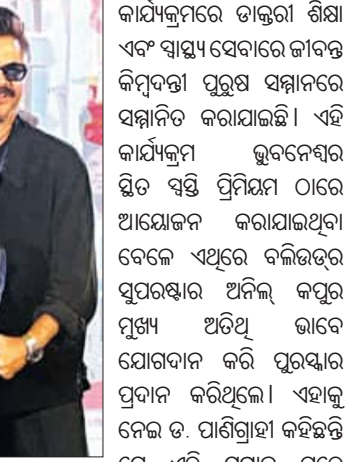 କାର୍ଯ୍ୟକ୍ରମରେ ଡାକ୍ତରୀ ଶିକ୍ଷା
ଏବଂ ସ୍ୱାସ୍ଥ୍ୟ ସେବାରେ ଜୀବନ୍ତ
କିମ୍ବଦନ୍ତୀ ପୁରୁଷ ସମ୍ମାନରେ
ସମ୍ମାନିତ କରାଯାଇଛି। ଏହି
କାର୍ଯ୍ୟକ୍ରମ ଭୁବନେଶ୍ୱର
ସ୍ଥିତ ସ୍ୱସ୍ତି ପ୍ରିମିୟମ ଠାରେ
ଆୟୋଜନ କରାଯାଇଥିବା
ବେଳେ ଏଥିରେ ବଲିଉଡ୍‌ର
ସୁପରଷ୍ଟାର ଅନିଲ୍ କପୁର
ମୁଖ୍ୟ ଅତିଥି ଭାବେ
ଯୋଗଦାନ କରି ପୁରସ୍କାର
ପ୍ରଦାନ କରିଥିଲେ। ଏହାକୁ
ନେଇ ଡ. ପାଣିଗ୍ରାହୀ କହିଛନ୍ତି